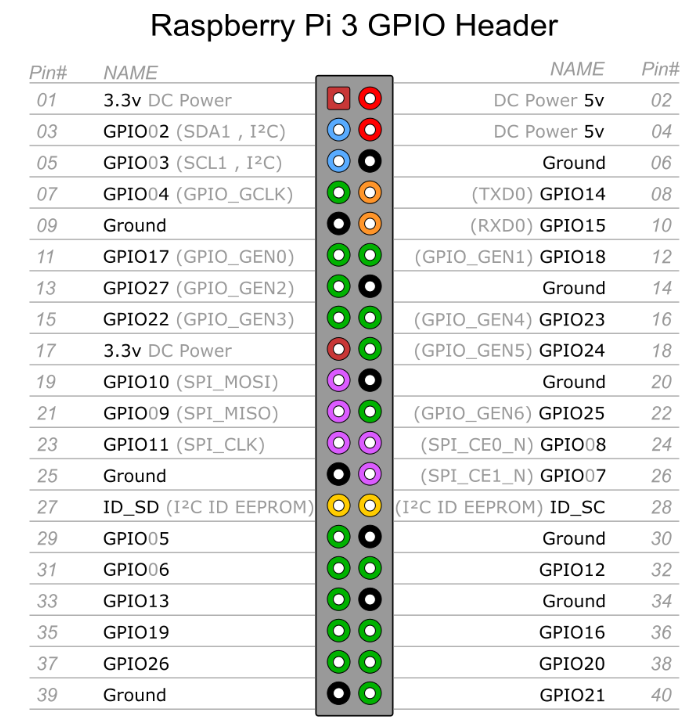 Raspberry Pi 3 GPIO Header
Pin# NAME NAME Pin#
01 3.3v DC Power DC Power 5v 02
03 GPIO02 (SDA1 , I²C) DC Power 5v 04
05 GPIO03 (SCL1 , I²C) Ground 06
07 GPIO04 (GPIO_GCLK) (TXD0) GPIO14 08
09 Ground (RXD0) GPIO15 10
11 GPIO17 (GPIO_GEN0) (GPIO_GEN1) GPIO18 12
13 GPIO27 (GPIO_GEN2) Ground 14
15 GPIO22 (GPIO_GEN3) (GPIO_GEN4) GPIO23 16
17 3.3v DC Power (GPIO_GEN5) GPIO24 18
19 GPIO10 (SPI_MOSI) Ground 20
21 GPIO09 (SPI_MISO) (GPIO_GEN6) GPIO25 22
23 GPIO11 (SPI_CLK) (SPI_CE0_N) GPIO08 24
25 Ground (SPI_CE1_N) GPIO07 26
27 ID_SD (I²C ID EEPROM) (I²C ID EEPROM) ID_SC 28
29 GPIO05 Ground 30
31 GPIO06 GPIO12 32
33 GPIO13 Ground 34
35 GPIO19 GPIO16 36
37 GPIO26 GPIO20 38
39 Ground GPIO21 40